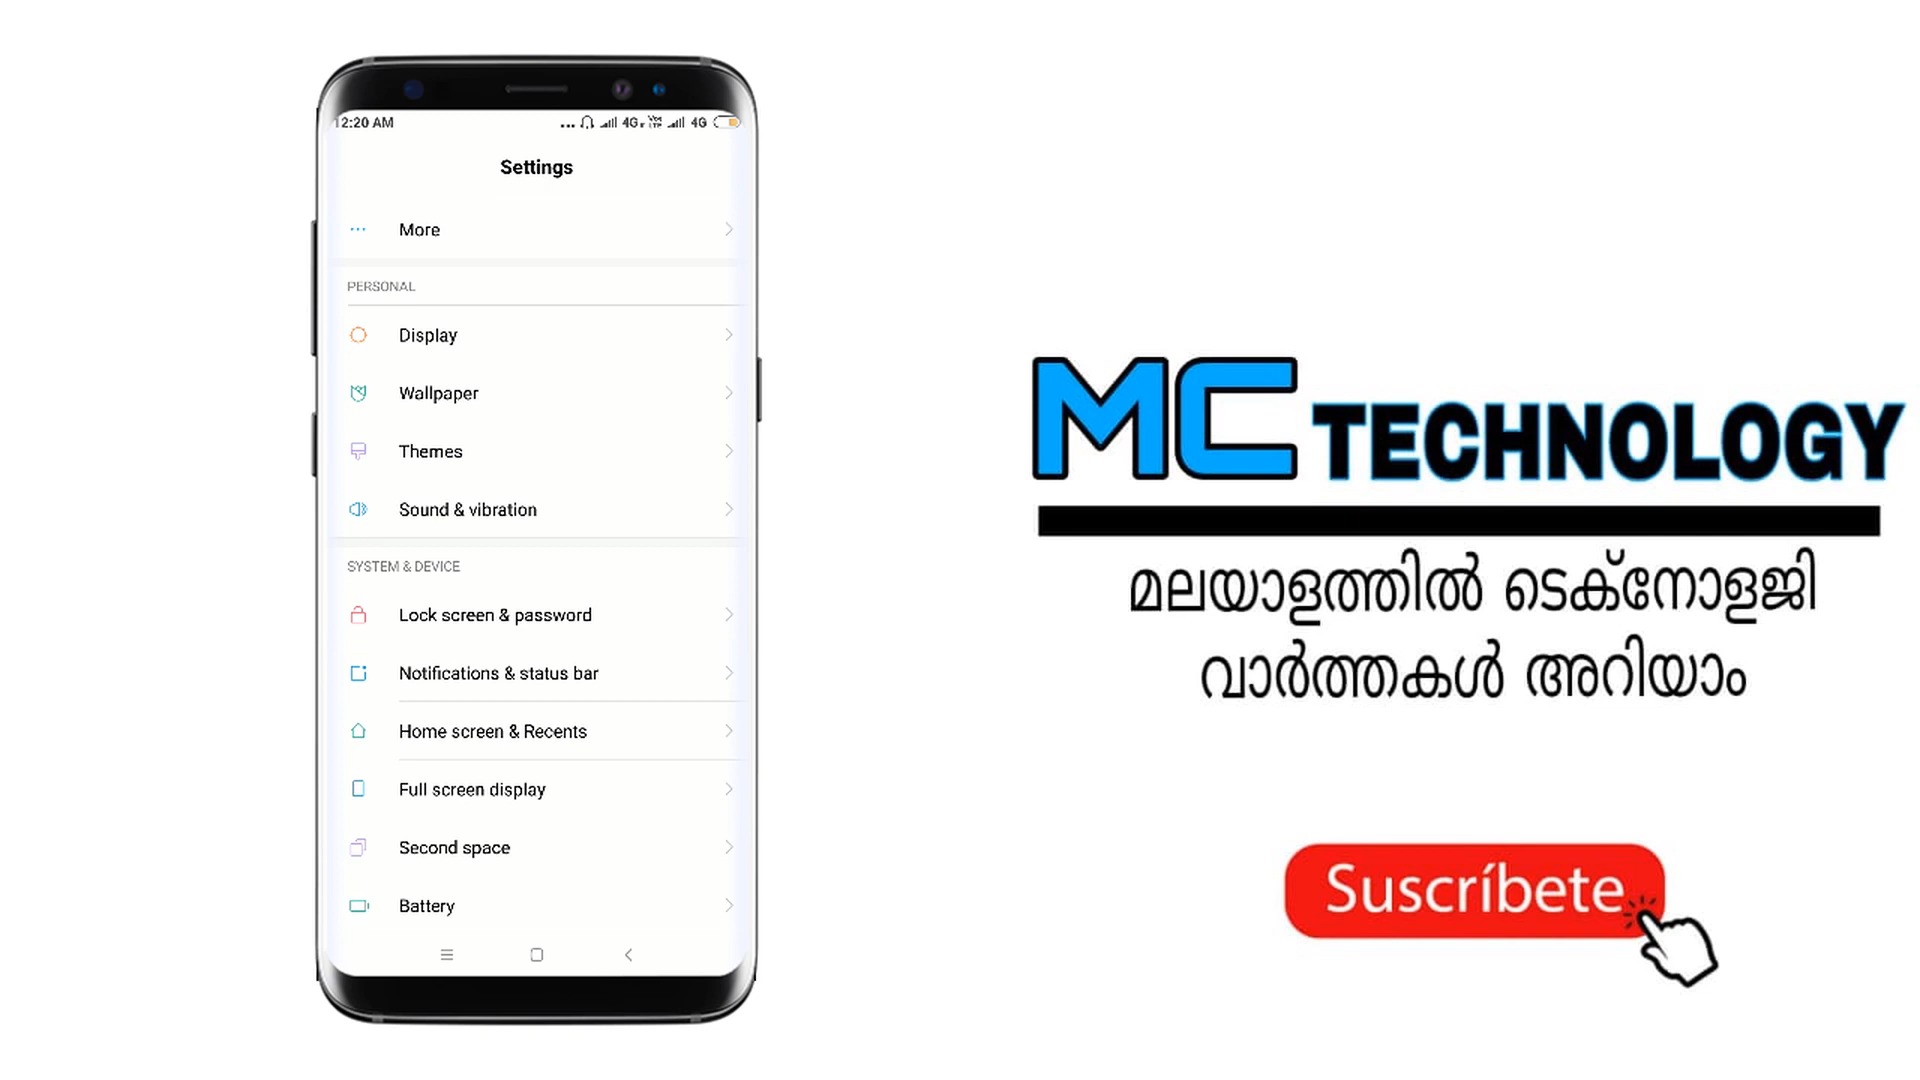 12:20 AM
... 4G VoLTE 4G
Settings
More
PERSONAL
Display
Wallpaper
Themes
Sound & vibration
SYSTEM & DEVICE
Lock screen & password
Notifications & status bar
Home screen & Recents
Full screen display
Second space
Battery
MC TECHNOLOGY
മലയാളത്തിൽ ടെക്നോളജി
വാർത്തകൾ അറിയാം
Suscríbete